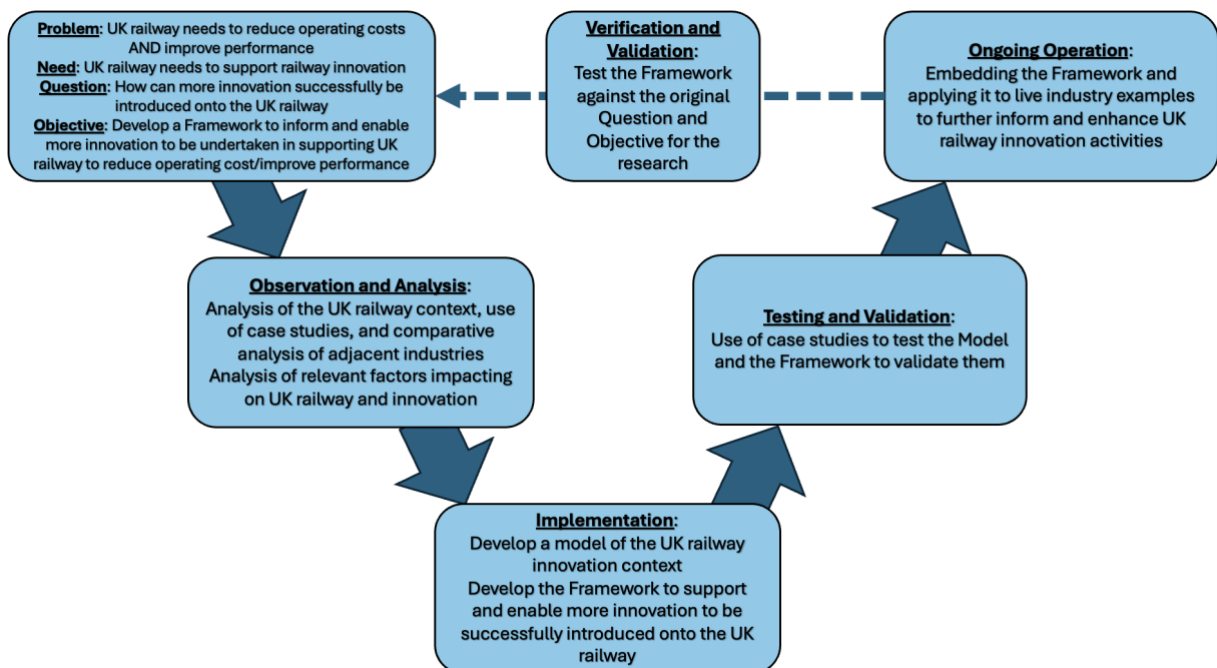 Problem: UK railway needs to reduce operating costs
AND improve performance
Need: UK railway needs to support railway innovation
Question: How can more innovation successfully be
introduced onto the UK railway
Objective: Develop a Framework to inform and enable
more innovation to be undertaken in supporting UK
railway to reduce operating cost/improve performance
Verification and
Validation:
Test the Framework
against the original
Question and
Objective for the
research
Ongoing Operation:
Embedding the Framework and
applying it to live industry examples
to further inform and enhance UK
railway innovation activities
Observation and Analysis:
Analysis of the UK railway context, use
of case studies, and comparative
analysis of adjacent industries
Analysis of relevant factors impacting
on UK railway and innovation
Testing and Validation:
Use of case studies to test the Model
and the Framework to validate them
Implementation:
Develop a model of the UK railway
innovation context
Develop the Framework to support
and enable more innovation to be
successfully introduced onto the UK
railway